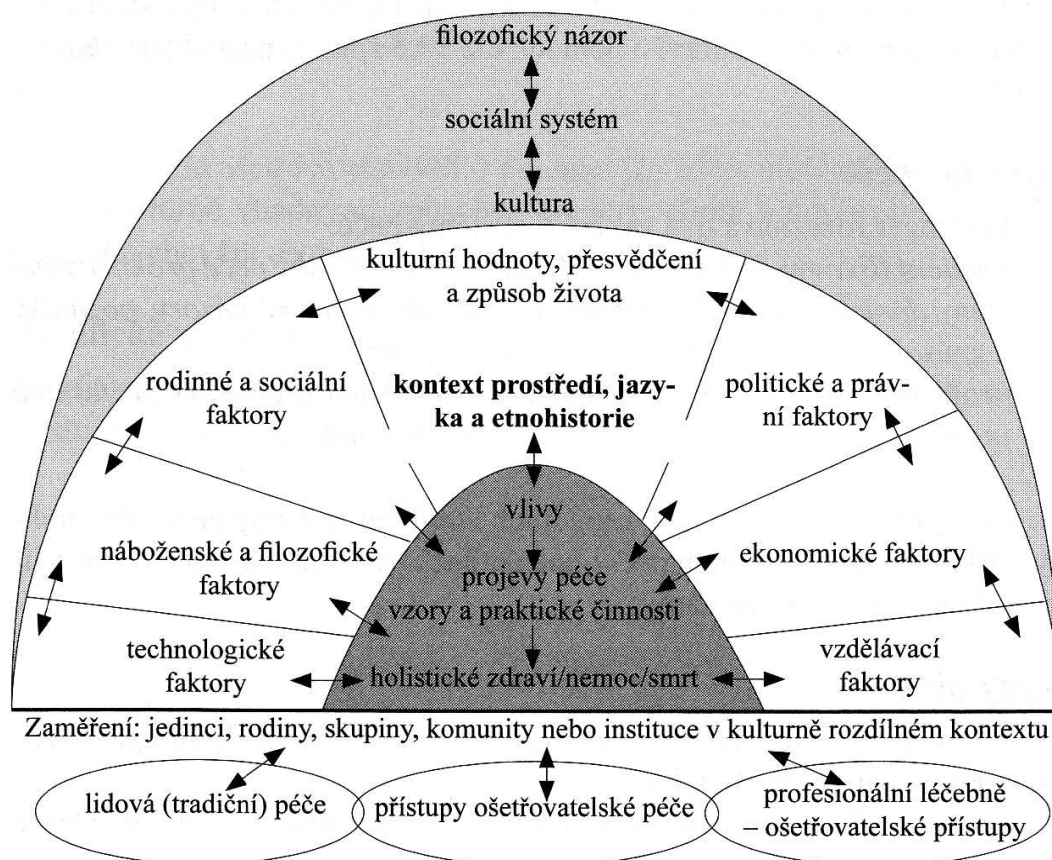 filozofický názor
sociální systém
kultura
kulturní hodnoty, přesvědčení
a způsob života
rodinné a sociální
faktory
kontext prostředí, jazy-
ka a etnohistorie
politické a práv-
ní faktory
vlivy
náboženské a filozofické
faktory
projevy péče
vzory a praktické činnosti
ekonomické faktory
technologické
faktory
holistické zdraví/nemoc/smrt
vzdělávací
faktory
Zaměření: jedinci, rodiny, skupiny, komunity nebo instituce v kulturně rozdílném kontextu
lidová (tradiční) péče
přístupy ošetřovatelské péče
profesionální léčebně
– ošetřovatelské přístupy